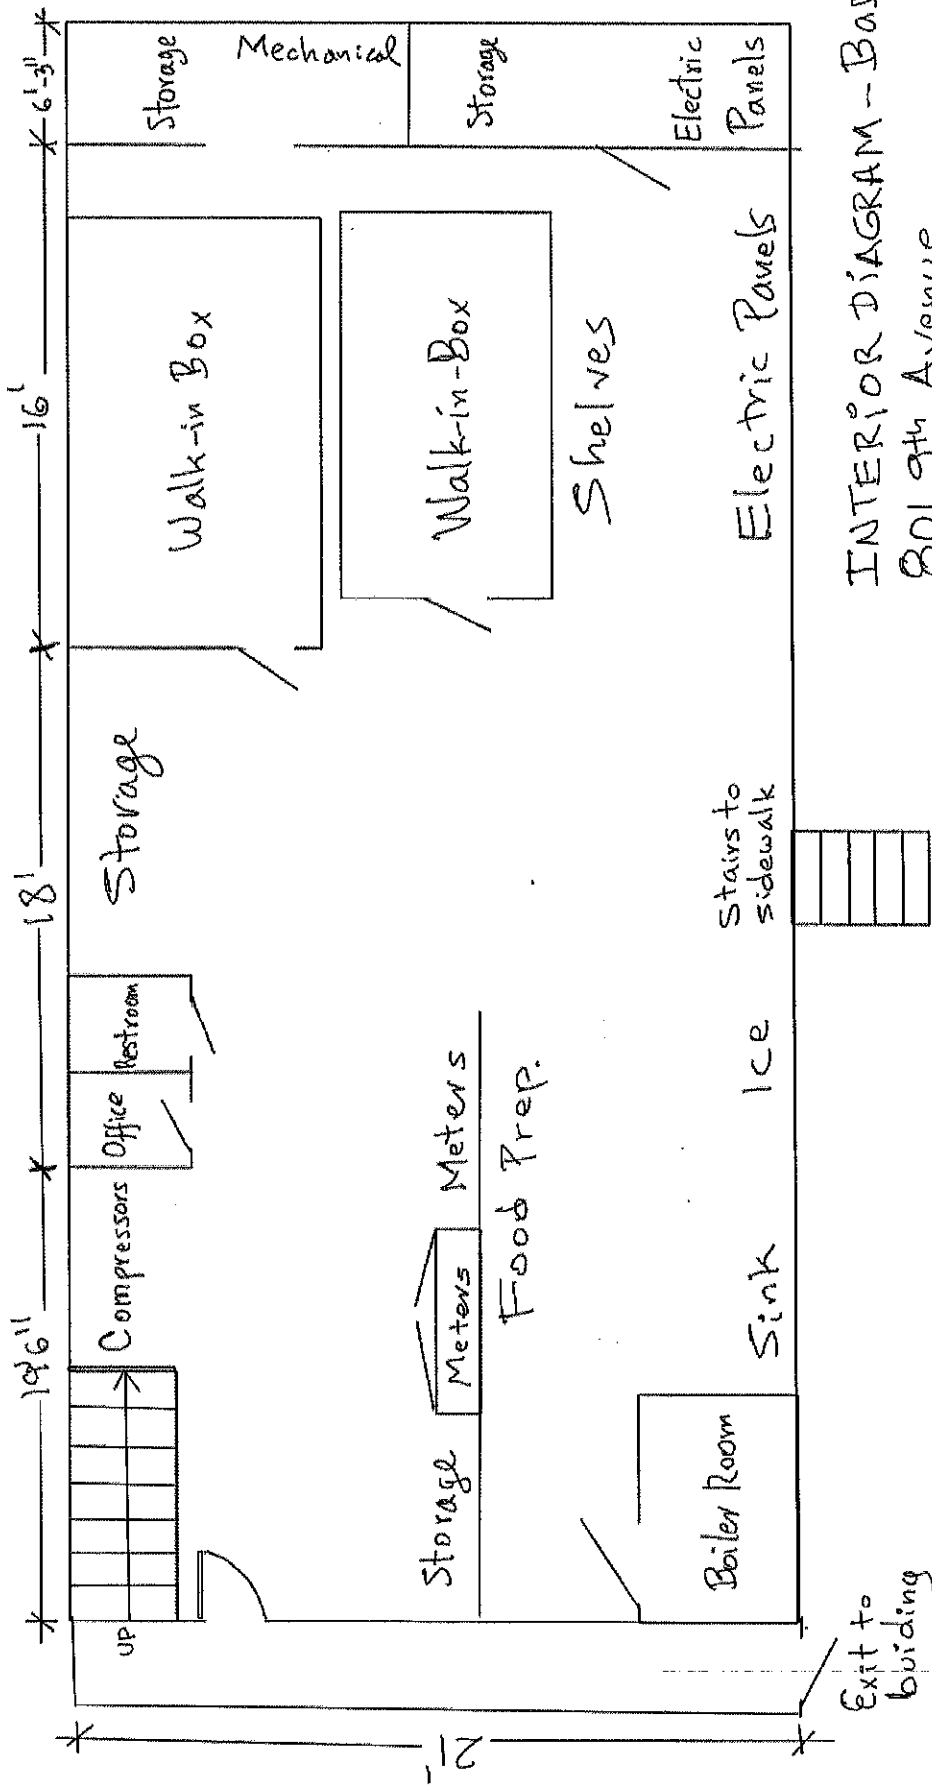 19'6"
18'
16'
6'-3"
21'
UP
Compressors
Office
Restroom
Storage
Walk-in Box
Storage
Mechanical
Storage
Meters
Meters
Food Prep.
Walk-in-Box
Shelves
Storage
Electric
Panels
Boiler Room
Sink
Ice
Stairs to
sidewalk
Electric Panels
Exit to
buiding
INTERIOR DIAGRAM - Bas
801 9th Avenue